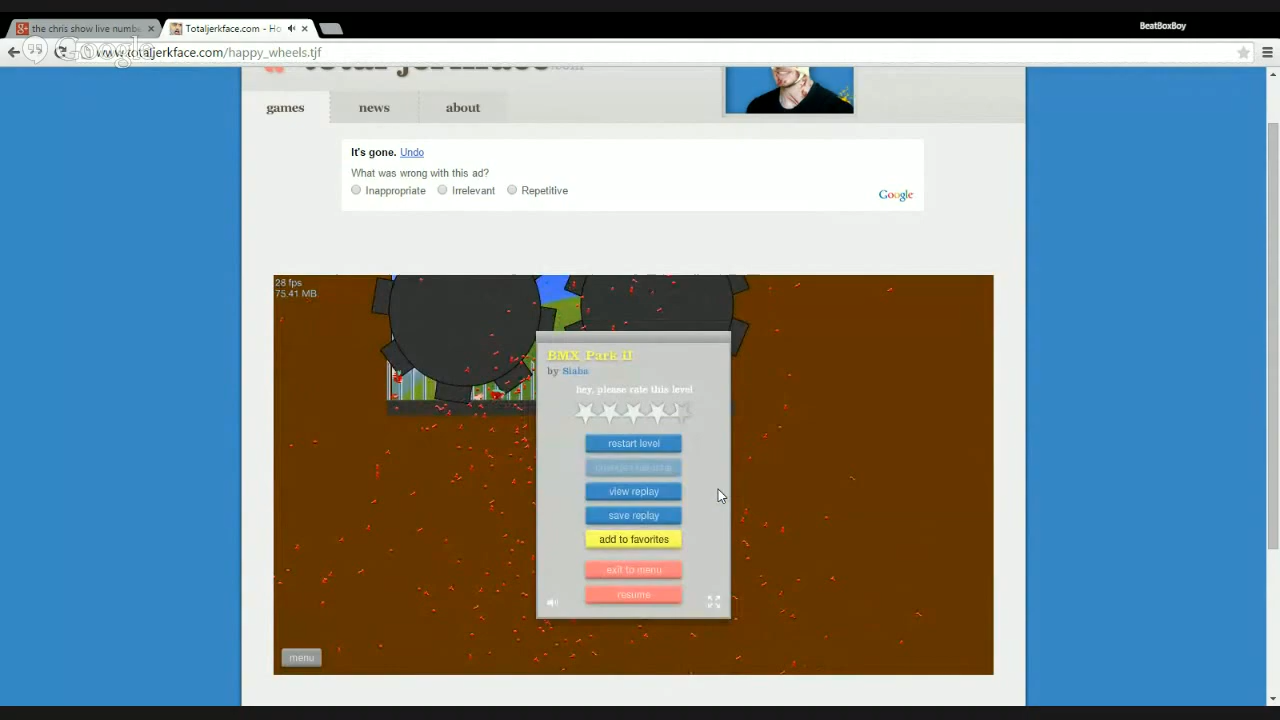 the chris show live numb
Totaljerkface.com - Ho
BeatBoxBoy
Google
www.totaljerkface.com/happy_wheels.tjf
games
news
about
It's gone. Undo
What was wrong with this ad?
Inappropriate
Irrelevant
Repetitive
Google
28 fps
75.41 MB
BMX Park II
by Siaba
hey, please rate this level
restart level
view replay
save replay
add to favorites
exit to menu
resume
menu